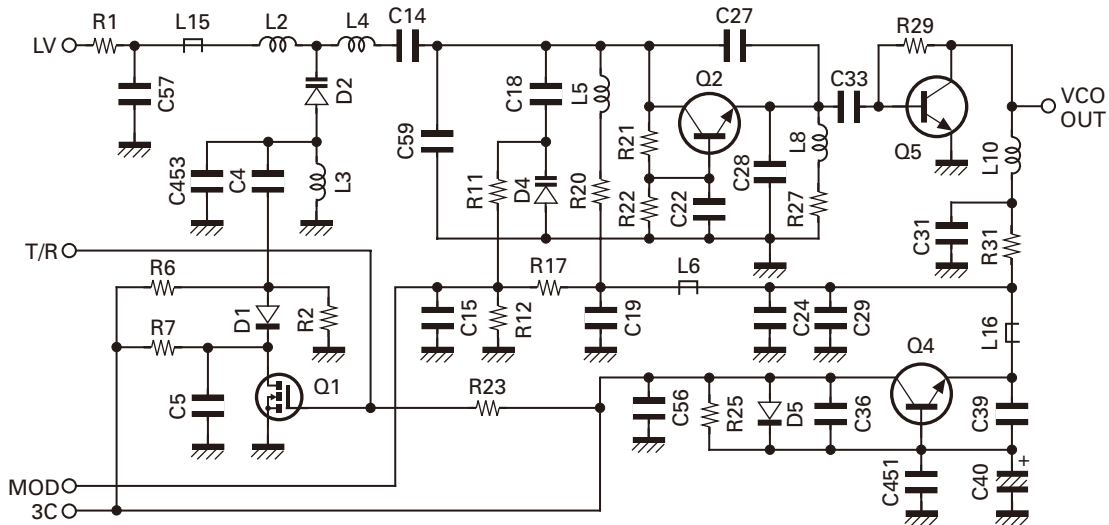 R1
L15
L2
L4
C14
C27
R29
LV
C57
D2
C18
L5
Q2
C33
VCO
OUT
C59
R21
L8
Q5
L10
C453
C4
L3
R11
D4
R20
R22
C22
C28
R27
C31
R31
T/R
R6
R17
L6
D1
R2
C15
R12
C19
C24
C29
L16
R7
Q4
C5
Q1
R23
C56
R25
D5
C36
C39
MOD
3C
C451
C40
+